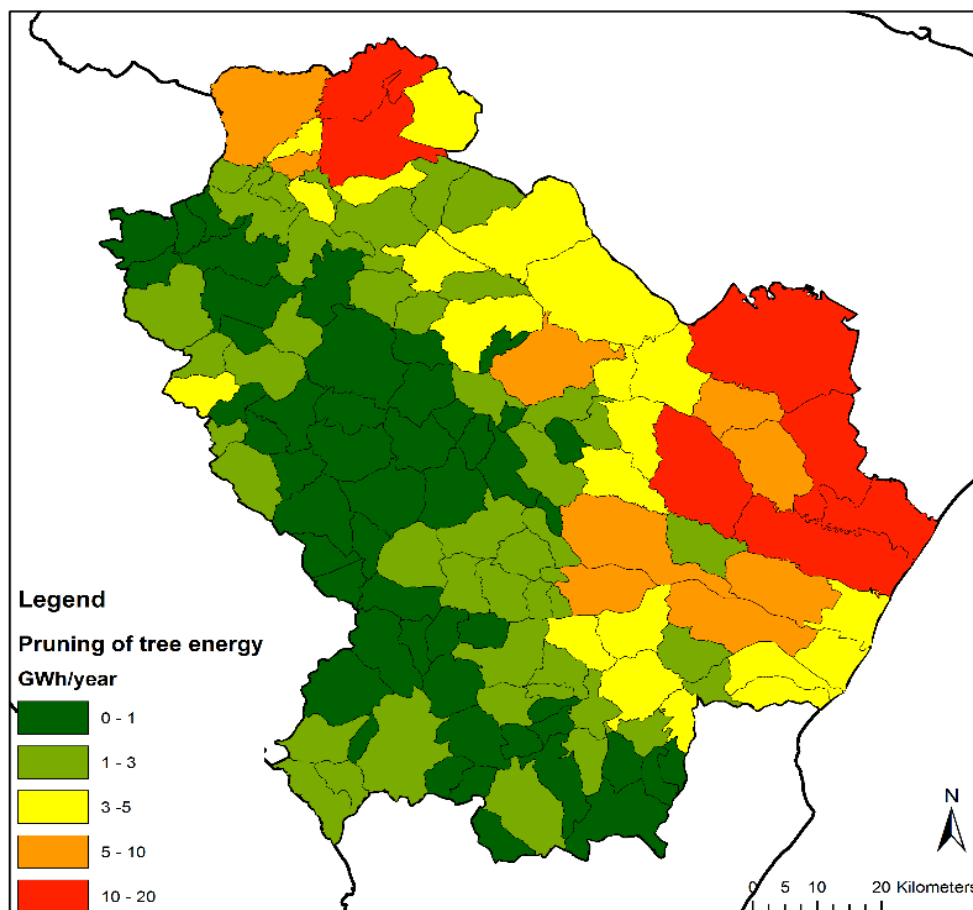 Legend
Pruning of tree energy
GWh/year
0 - 1
1 - 3
3 -5
5 - 10
10 - 20
N
0 5 10 20 Kilometers